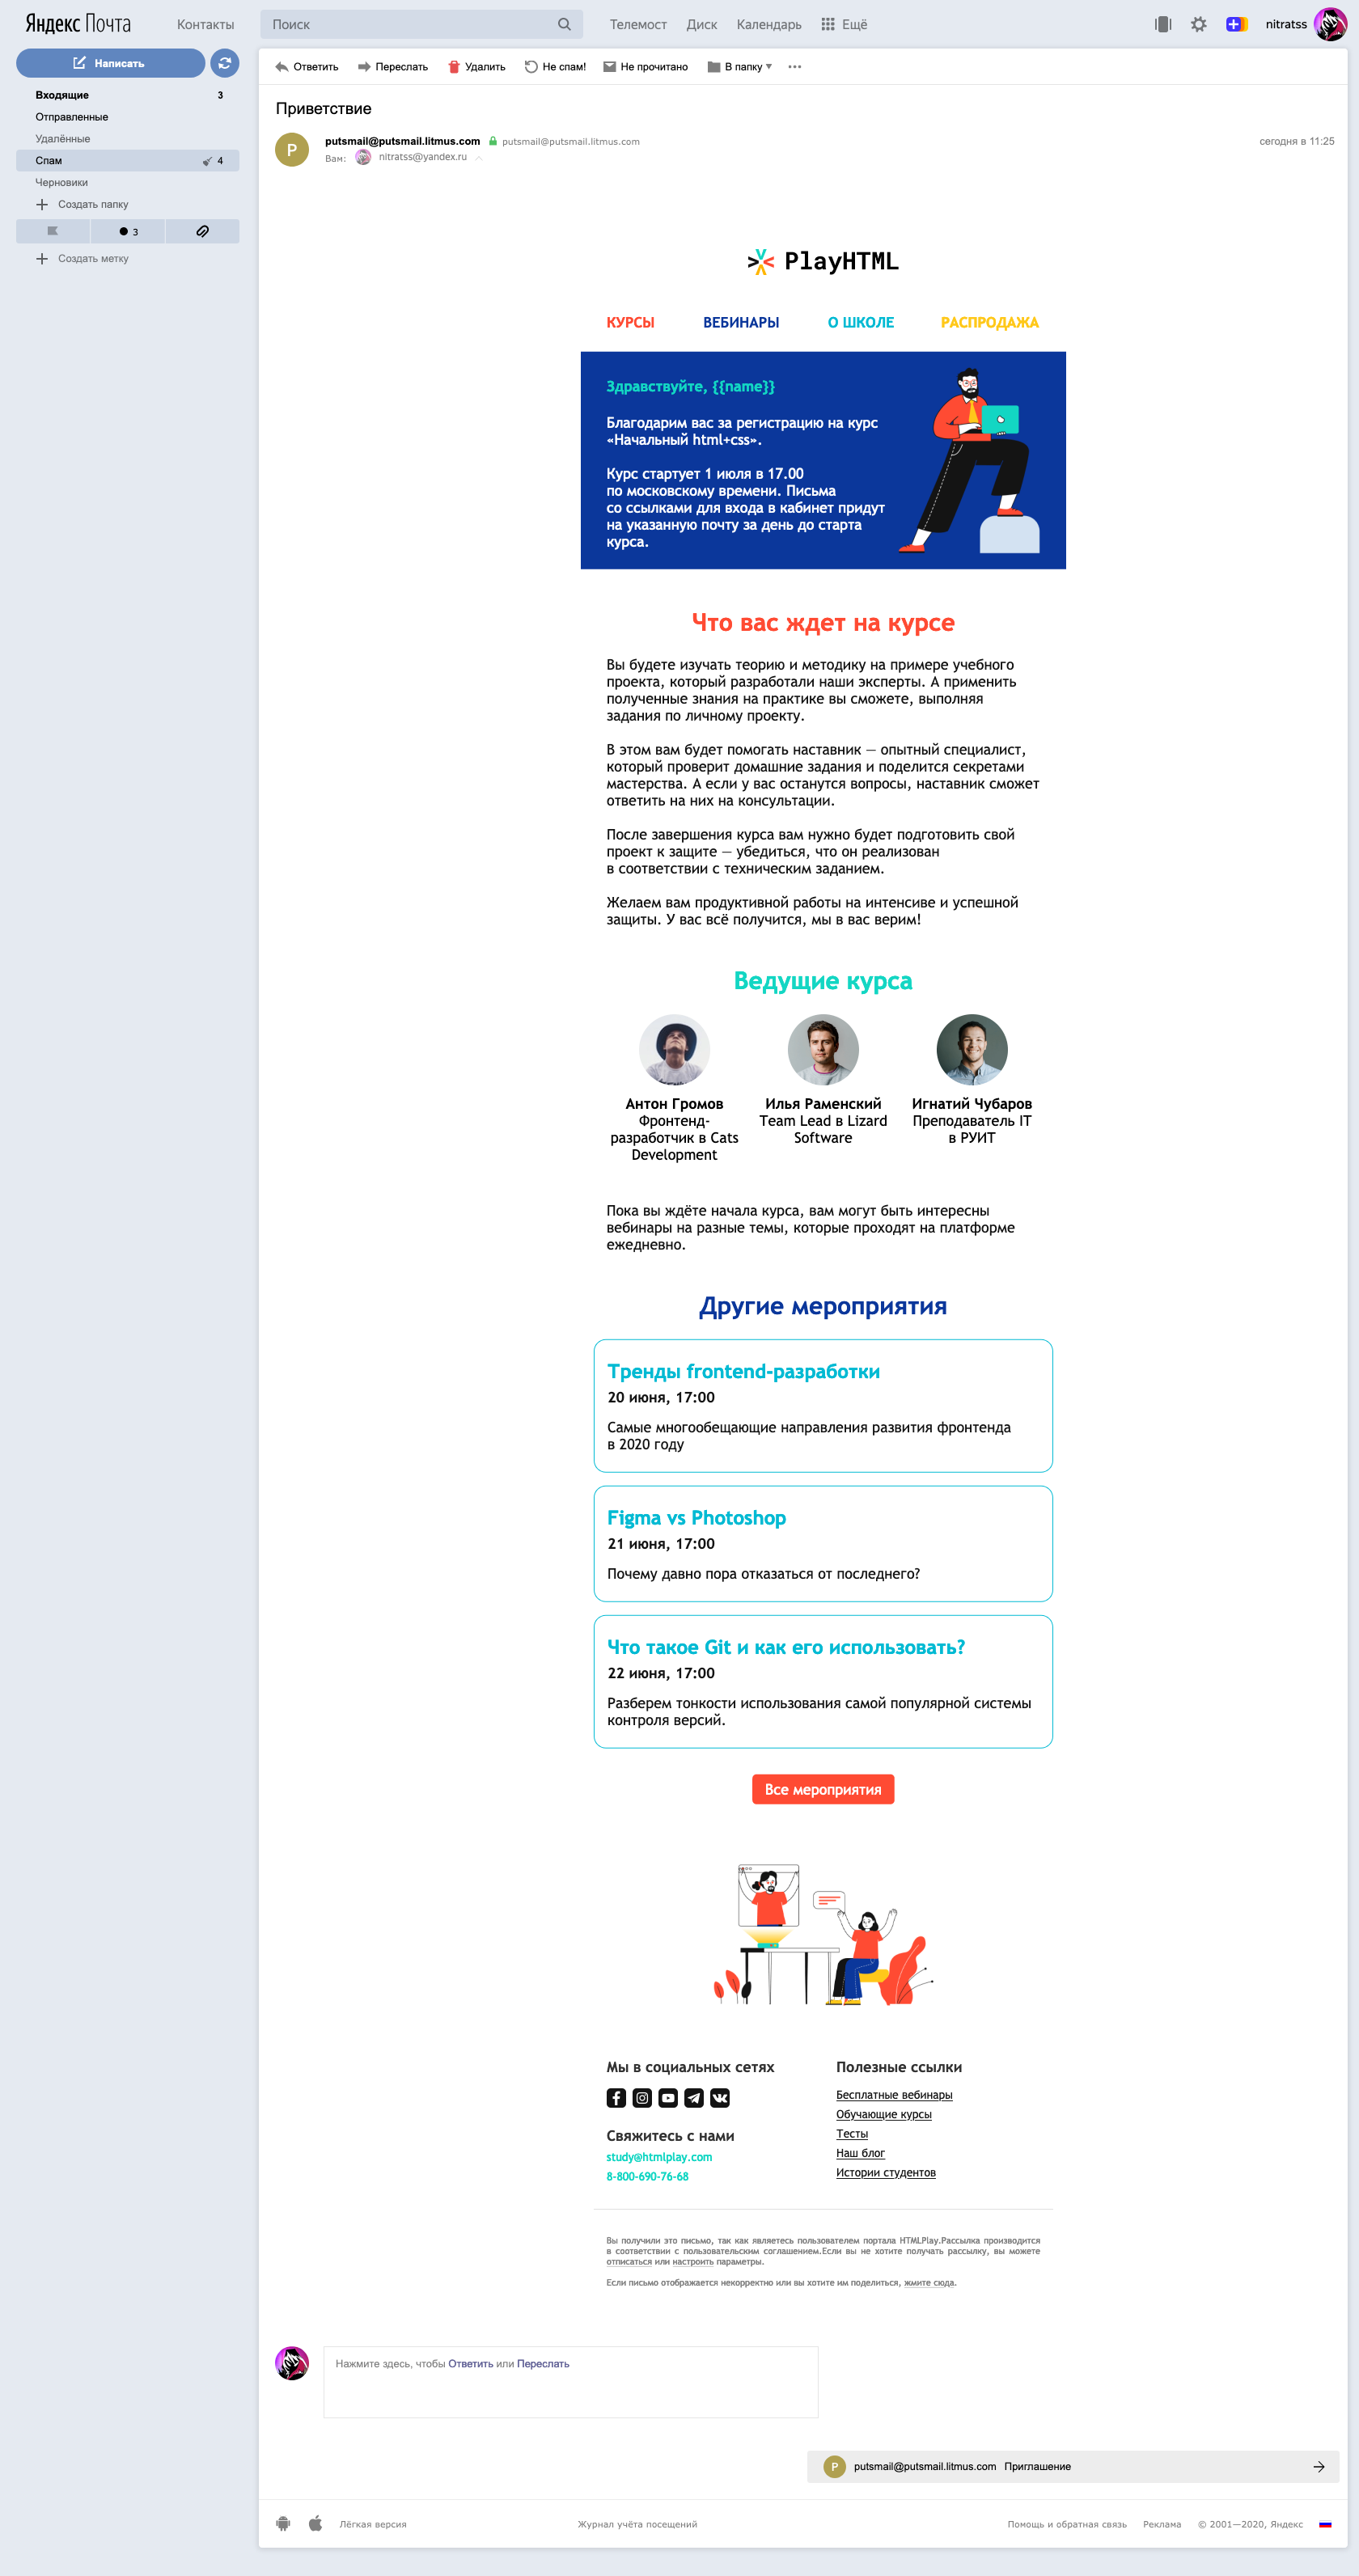 Яндекс Почта
Контакты
Поиск
Телемост
Диск
Календарь
Ещё
nitratss
Написать
Входящие 3
Отправленные
Удалённые
Спам 4
Черновики
Создать папку
3
Создать метку
Ответить
Переслать
Удалить
Не спам!
Не прочитано
В папку
Приветствие
P
putsmail@putsmail.litmus.com putsmail@putsmail.litmus.com
сегодня в 11:25
Вам: nitratss@yandex.ru
PlayHTML
КУРСЫ
ВЕБИНАРЫ
О ШКОЛЕ
РАСПРОДАЖА
Здравствуйте, {{name}}
Благодарим вас за регистрацию на курс
«Начальный html+css».
Курс стартует 1 июля в 17.00
по московскому времени. Письма
со ссылками для входа в кабинет придут
на указанную почту за день до старта
курса.
Что вас ждет на курсе
Вы будете изучать теорию и методику на примере учебного
проекта, который разработали наши эксперты. А применить
полученные знания на практике вы сможете, выполняя
задания по личному проекту.
В этом вам будет помогать наставник — опытный специалист,
который проверит домашние задания и поделится секретами
мастерства. А если у вас останутся вопросы, наставник сможет
ответить на них на консультации.
После завершения курса вам нужно будет подготовить свой
проект к защите — убедиться, что он реализован
в соответствии с техническим заданием.
Желаем вам продуктивной работы на интенсиве и успешной
защиты. У вас всё получится, мы в вас верим!
Ведущие курса
Антон Громов
Фронтенд-
разработчик в Cats
Development
Илья Раменский
Team Lead в Lizard
Software
Игнатий Чубаров
Преподаватель IT
в РУИТ
Пока вы ждёте начала курса, вам могут быть интересны
вебинары на разные темы, которые проходят на платформе
ежедневно.
Другие мероприятия
Тренды frontend-разработки
20 июня, 17:00
Самые многообещающие направления развития фронтенда
в 2020 году
Figma vs Photoshop
21 июня, 17:00
Почему давно пора отказаться от последнего?
Что такое Git и как его использовать?
22 июня, 17:00
Разберем тонкости использования самой популярной системы
контроля версий.
Все мероприятия
Мы в социальных сетях
Свяжитесь с нами
study@htmlplay.com
8-800-690-76-68
Полезные ссылки
Бесплатные вебинары
Обучающие курсы
Тесты
Наш блог
Истории студентов
Вы получили это письмо, так как являетесь пользователем портала HTMLPlay.Рассылка производится
в соответствии с пользовательским соглашением.Если вы не хотите получать рассылку, вы можете
отписаться или настроить параметры.
Если письмо отображается некорректно или вы хотите им поделиться, жмите сюда.
Нажмите здесь, чтобы Ответить или Переслать
P putsmail@putsmail.litmus.com Приглашение
Лёгкая версия
Журнал учёта посещений
Помощь и обратная связь
Реклама
© 2001—2020, Яндекс